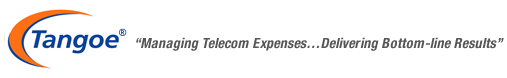 Tangoe® “Managing Telecom Expenses…Delivering Bottom-line Results”